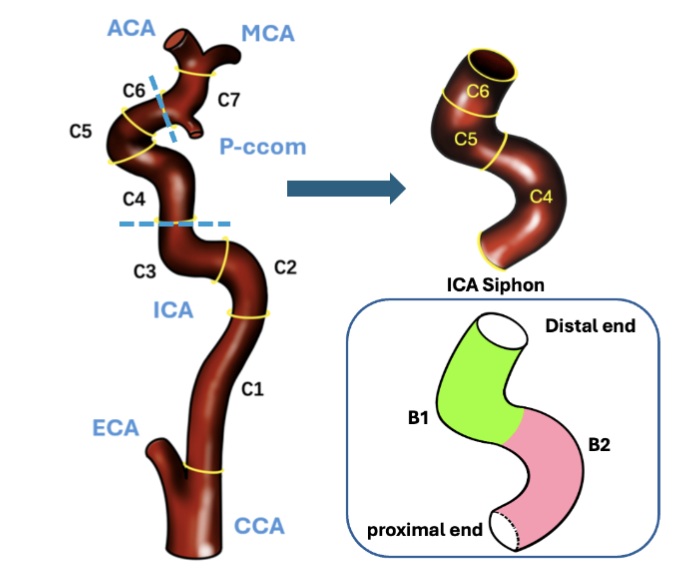 ACA
MCA
C6
C7
C5
P-ccom
C4
C3
C2
ICA
C1
ECA
CCA
C6
C5
C4
ICA Siphon
Distal end
B1
B2
proximal end